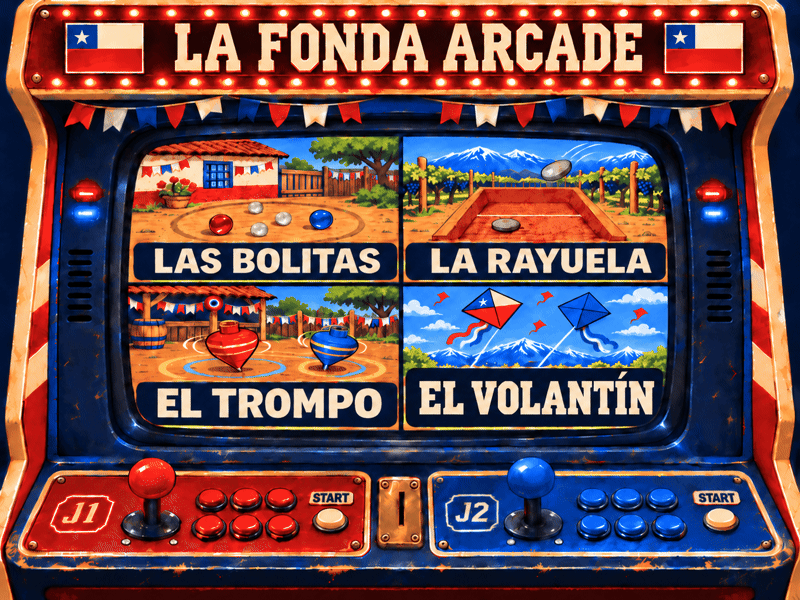 LA FONDA ARCADE
LAS BOLITAS
LA RAYUELA
EL TROMPO
EL VOLANTÍN
J1
START
J2
START